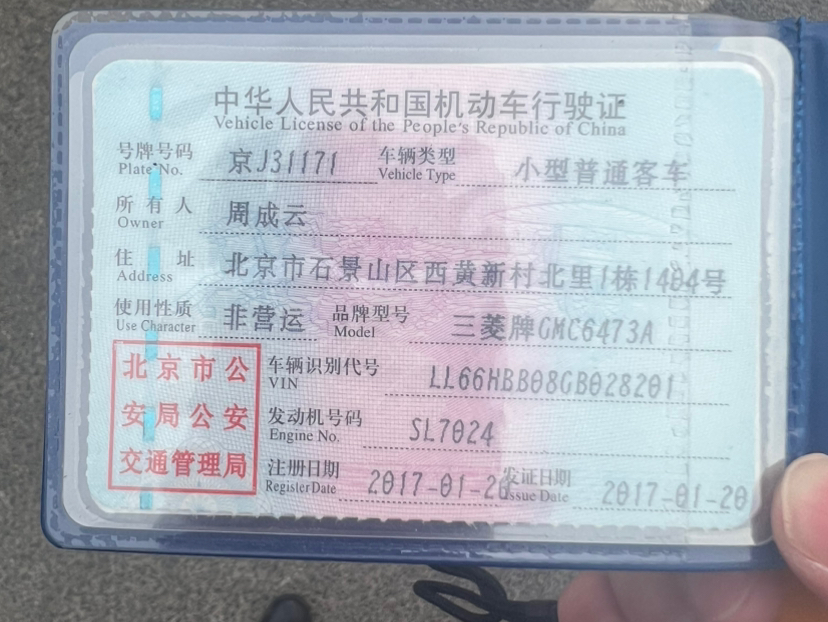 中华人民共和国机动车行驶证
Vehicle License of the People's Republic of China
号牌号码 京J31171 车辆类型 小型普通客车
Plate No. Vehicle Type
所有人 周成云
Owner
住址 北京市石景山区西黄新村北里1栋1404号
Address
使用性质 非营运 品牌型号 三菱牌GMC6473A
Use Character Model
北京市公
安局公安
交通管理局
车辆识别代号 LL66HBB08GB028201
VIN
发动机号码 SL7024
Engine No.
注册日期 2017-01-20 发证日期 2017-01-20
Register Date Issue Date